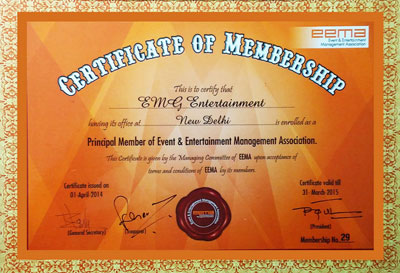 eema
Event & Entertainment
Management Association
CERTIFICATE OF MEMBERSHIP
This is to certify that
EMG Entertainment
having its office at New Delhi is enrolled as a
Principal Member of Event & Entertainment Management Association.
This Certificate is given by the Managing Committee of EEMA upon acceptance of
terms and conditions of EEMA by its members.
Certificate issued on
01-April-2014
Certificate valid till
31-March-2015
(General Secretary)
(President)
Membership No. 29
eema